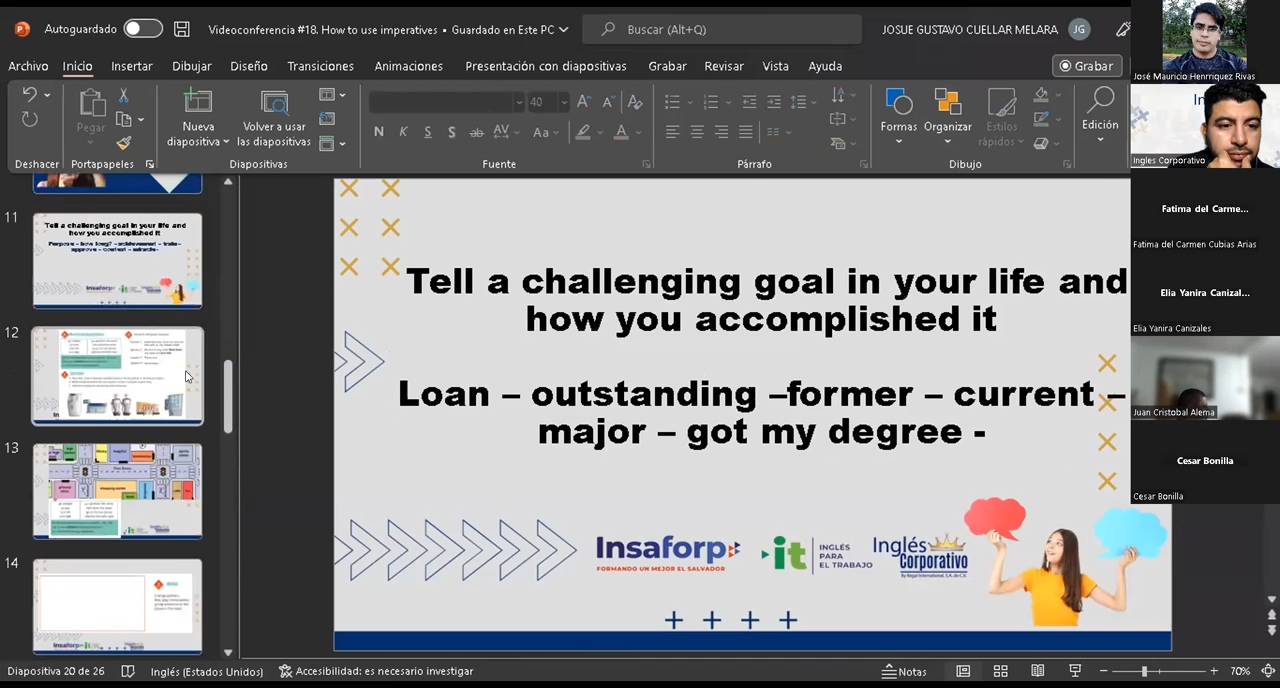 Autoguardado
Videoconferencia #18. How to use imperatives • Guardado en Este PC
Buscar (Alt+Q)
JOSUE GUSTAVO CUELLAR MELARA
JG
Archivo
Inicio
Insertar
Dibujar
Diseño
Transiciones
Animaciones
Presentación con diapositivas
Grabar
Revisar
Vista
Ayuda
Grabar
Pegar
Nueva
diapositiva
Volver a usar
las diapositivas
40
N K S S ab AV Aa A
Formas
Organizar
Estilos
rápidos
Edición
Deshacer
Portapapeles
Diapositivas
Fuente
Párrafo
Dibujo
11
Tell a challenging goal in your life and
how you accomplished it
12
13
14
Tell a challenging goal in your life and
how you accomplished it
Loan – outstanding –former – current –
major – got my degree -
Insaforp
FORMANDO UN MEJOR EL SALVADOR
it
INGLÉS
PARA
EL TRABAJO
Inglés
Corporativo
José Mauricio Henrriquez Rivas
Ingles Corporativo
Fatima del Carme...
Fatima del Carmen Cubias Arias
Elia Yanira Canizal...
Elia Yanira Canizales
Juan Cristobal Alema
Cesar Bonilla
Cesar Bonilla
Diapositiva 20 de 26
Inglés (Estados Unidos)
Accesibilidad: es necesario investigar
Notas
70%